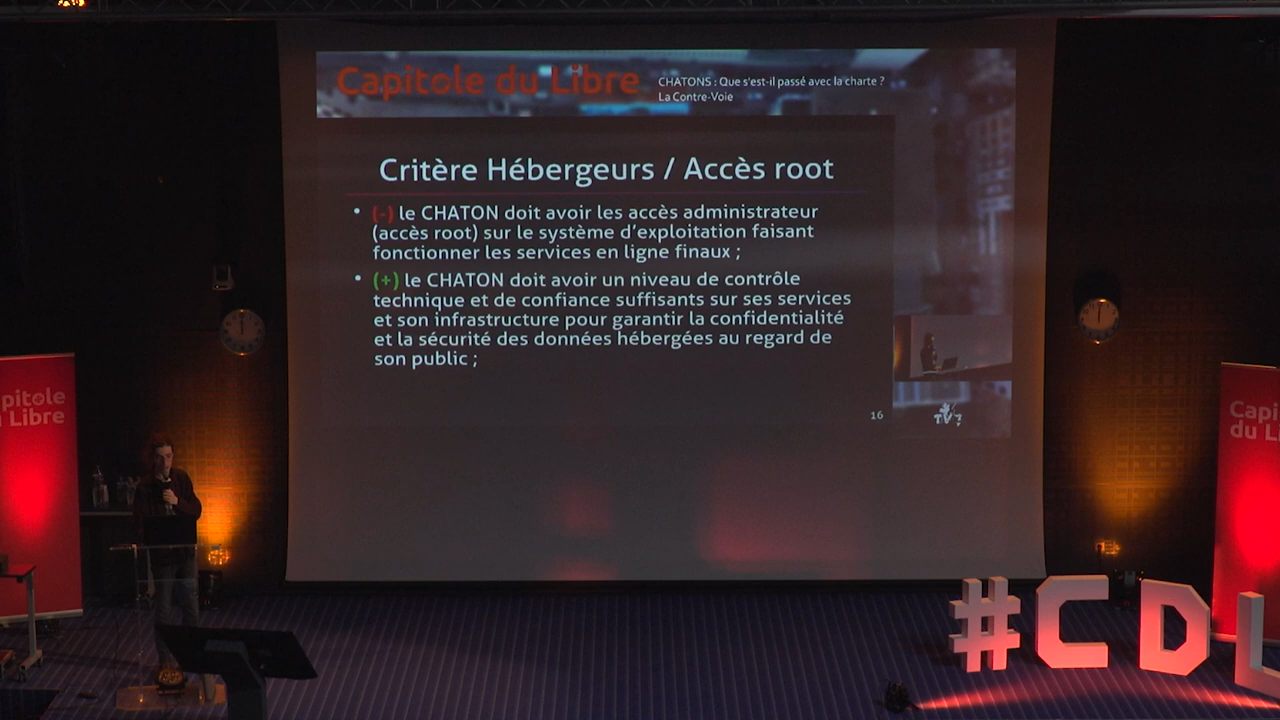 Capitole du Libre
CHATONS : Que s'est-il passé avec la charte ?
La Contre-Voie
Critère Hébergeurs / Accès root
• (-) le CHATON doit avoir les accès administrateur
(accès root) sur le système d'exploitation faisant
fonctionner les services en ligne finaux ;
• (+) le CHATON doit avoir un niveau de contrôle
technique et de confiance suffisants sur ses services
et son infrastructure pour garantir la confidentialité
et la sécurité des données hébergées au regard de
son public ;
16
pitole
u Libre
Capi
du Li
#CDL